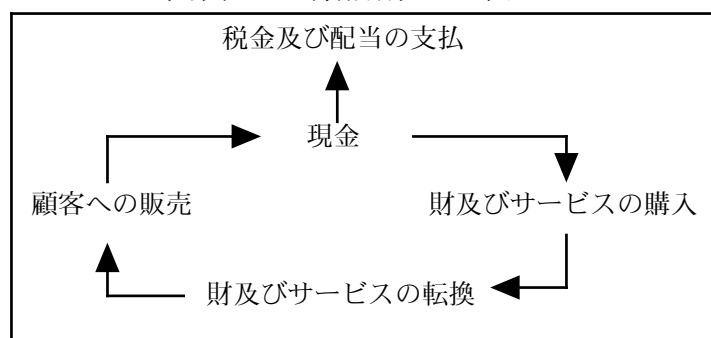 税金及び配当の支払
現金
顧客への販売
財及びサービスの購入
財及びサービスの転換